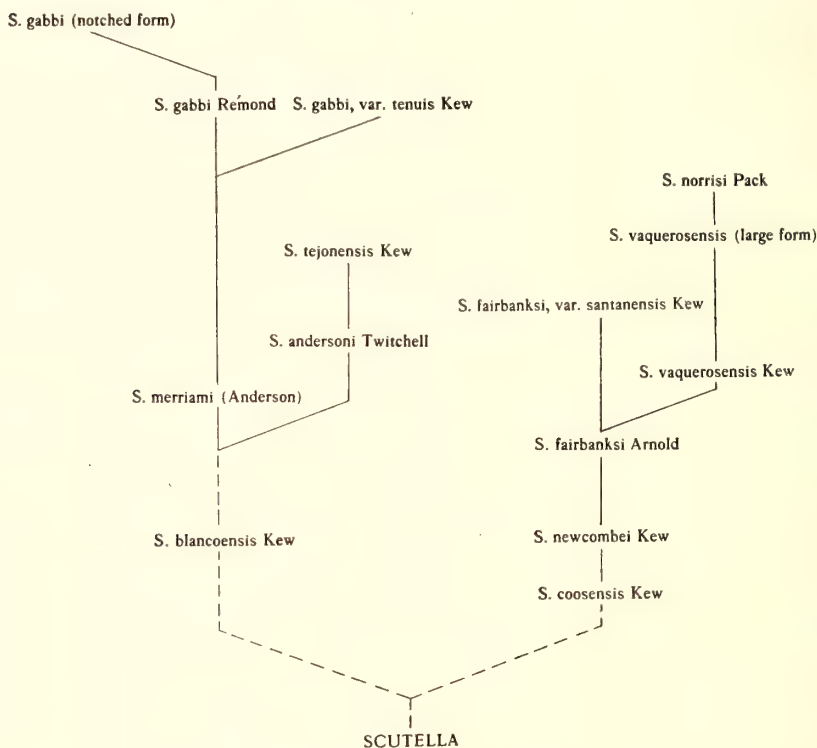 S. gabbi (notched form)
S. gabbi Rémond
S. gabbi, var. tenuis Kew
S. norrisi Pack
S. vaquerosensis (large form)
S. tejonensis Kew
S. fairbanksi, var. santanensis Kew
S. andersoni Twitchell
S. vaquerosensis Kew
S. merriami (Anderson)
S. fairbanksi Arnold
S. blancoensis Kew
S. newcombei Kew
S. coosensis Kew
SCUTELLA